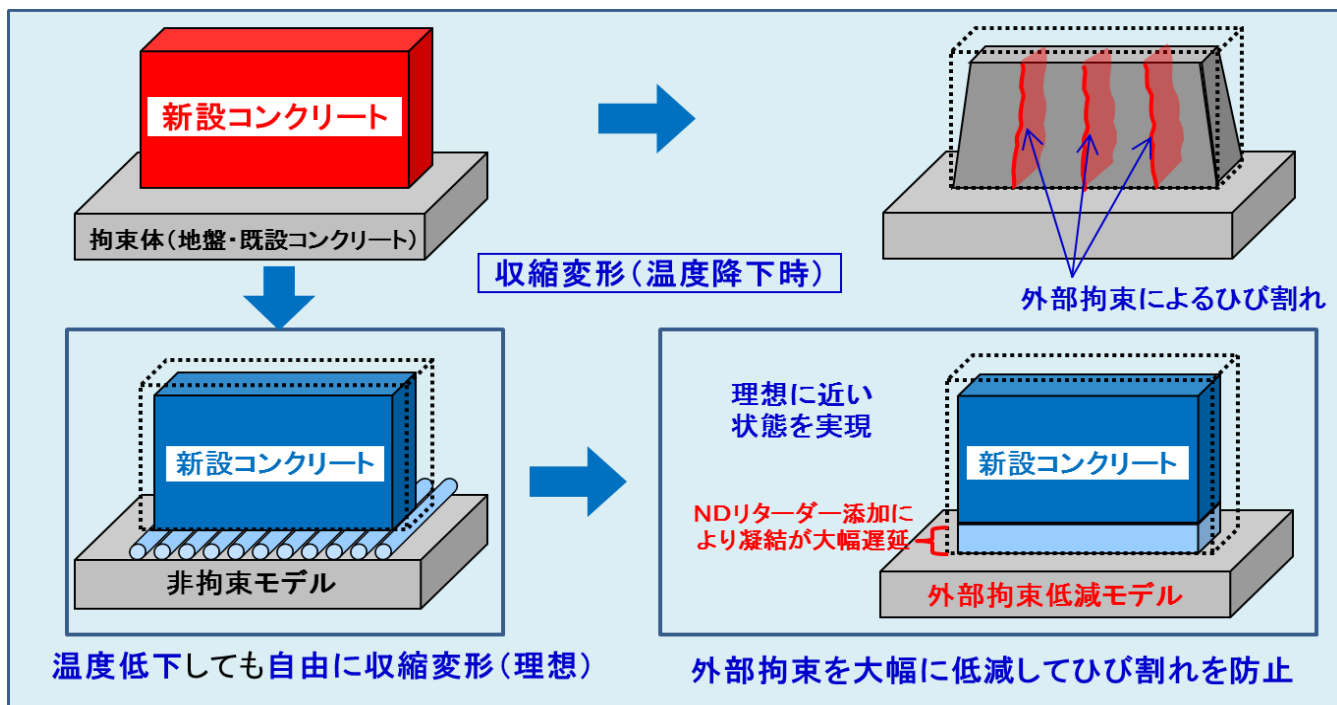 新設コンクリート
拘束体(地盤・既設コンクリート)
収縮変形(温度降下時)
外部拘束によるひび割れ
新設コンクリート
非拘束モデル
温度低下しても自由に収縮変形(理想)
理想に近い
状態を実現
新設コンクリート
NDリターダー添加に
より凝結が大幅遅延
外部拘束低減モデル
外部拘束を大幅に低減してひび割れを防止